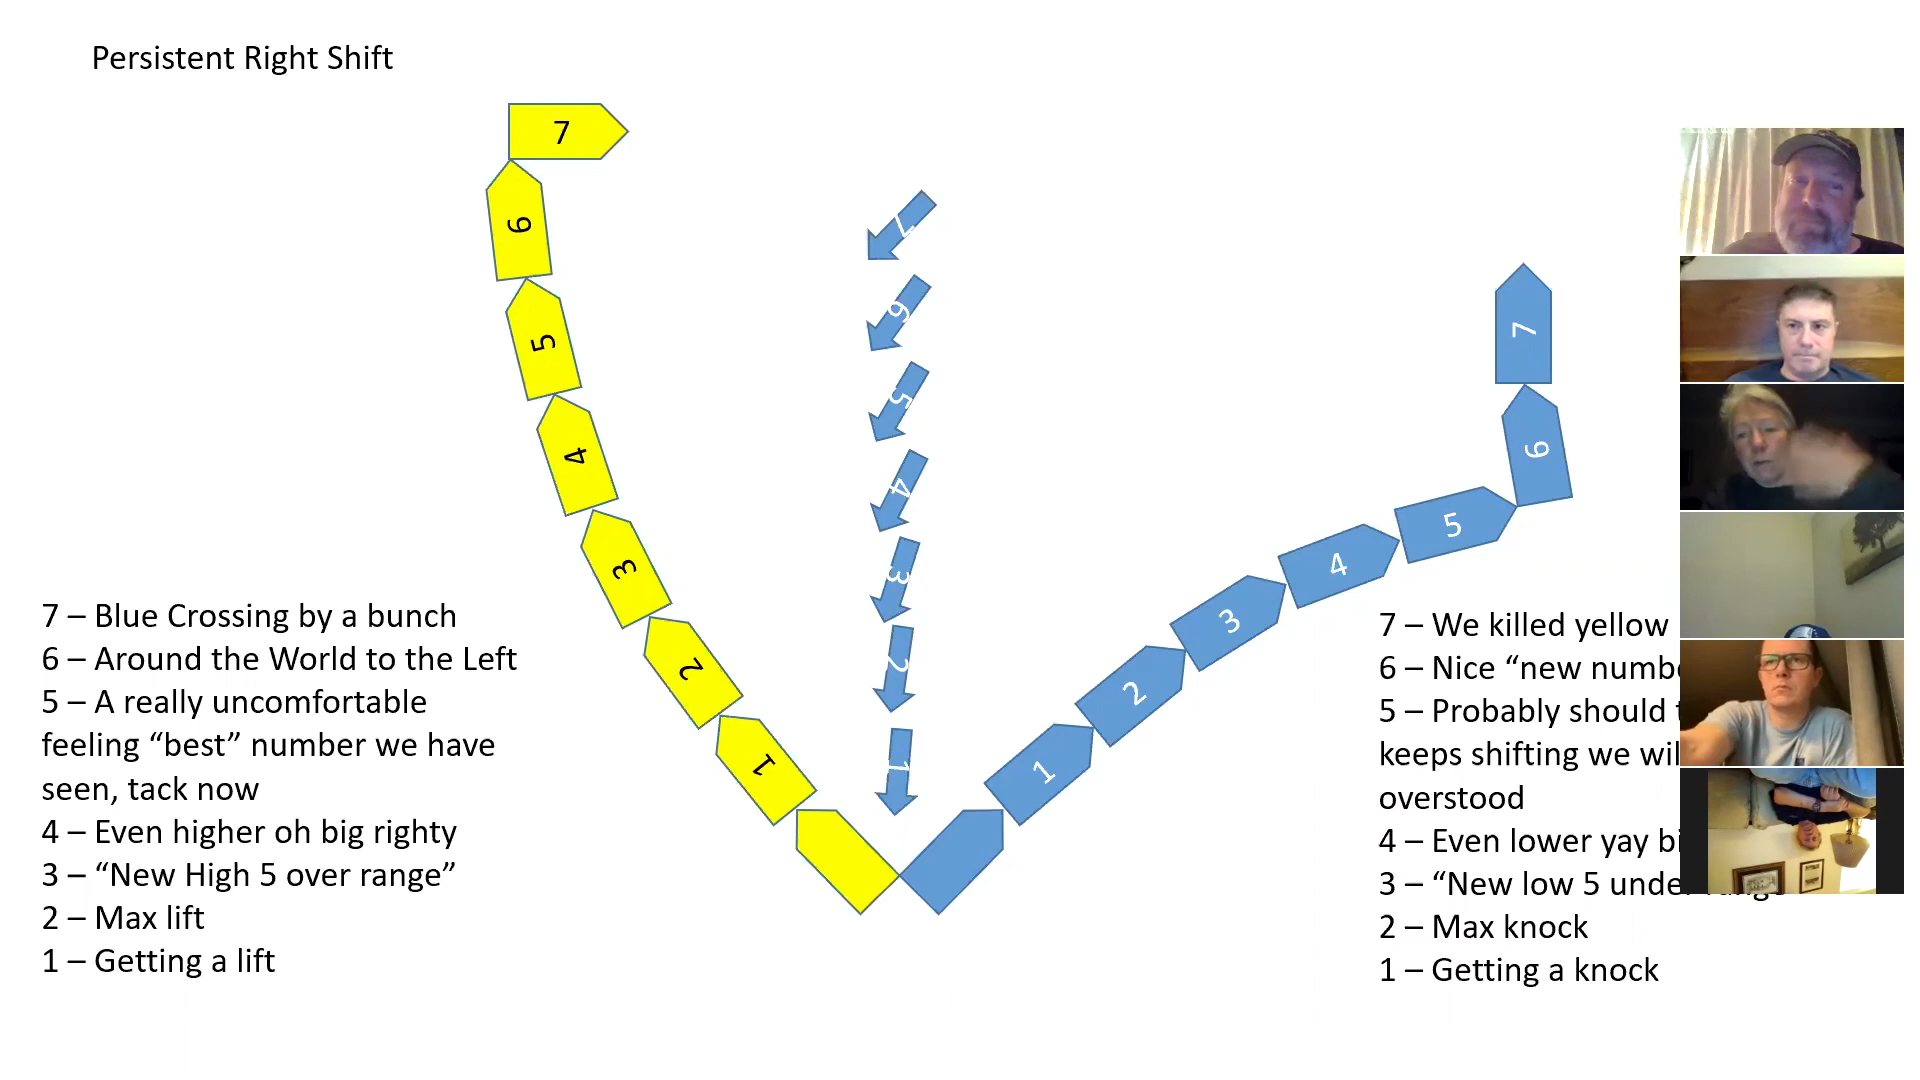 Persistent Right Shift
7
6
5
4
3
2
1
7
6
5
4
3
2
1
7
6
5
4
3
2
1
7 – Blue Crossing by a bunch
6 – Around the World to the Left
5 – A really uncomfortable
feeling “best” number we have
seen, tack now
4 – Even higher oh big righty
3 – “New High 5 over range”
2 – Max lift
1 – Getting a lift
7 – We killed yellow
6 – Nice “new
5 – Probably should
keeps shifting we
overstood
4 – Even lower yay
3 – “New low 5
2 – Max knock
1 – Getting a knock